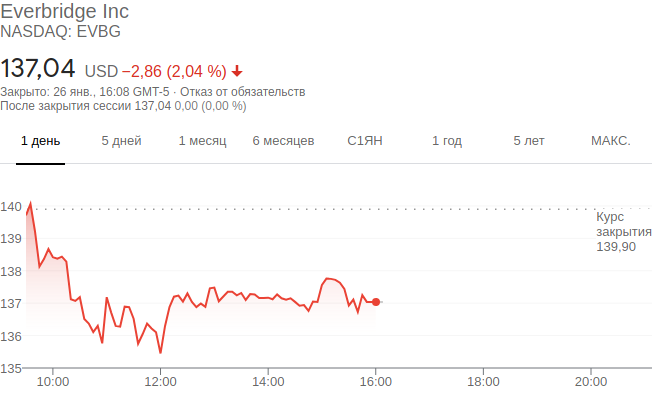 Everbridge Inc
NASDAQ: EVBG
137,04 USD −2,86 (2,04 %)
Закрыто: 26 янв., 16:08 GMT-5 · Отказ от обязательств
После закрытия сессии 137,04 0,00 (0,00 %)
1 день 5 дней 1 месяц 6 месяцев С1ЯН 1 год 5 лет МАКС.
140
Курс
закрытия
139,90
139
138
137
136
135
10:00 12:00 14:00 16:00 18:00 20:00